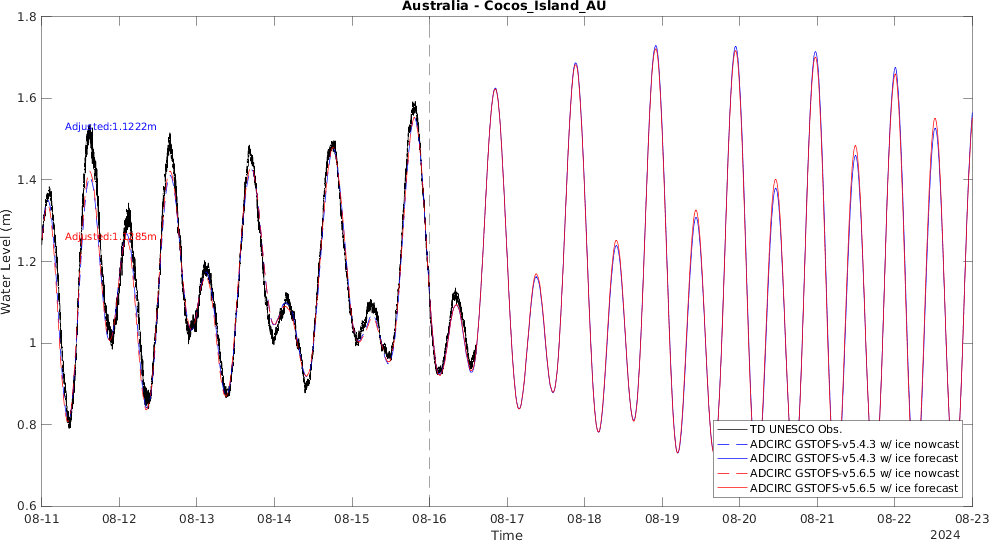 Australia - Cocos_Island_AU
Water Level (m)
1.8
1.6
1.4
1.2
1
0.8
0.6
Adjusted:1.1222m
TD UNESCO Obs.
ADCIRC GSTOFS-v5.4.3 w/ ice nowcast
ADCIRC GSTOFS-v5.4.3 w/ ice forecast
ADCIRC GSTOFS-v5.6.5 w/ ice nowcast
ADCIRC GSTOFS-v5.6.5 w/ ice forecast
08-11 08-12 08-13 08-14 08-15 08-16 08-17 08-18 08-19 08-20 08-21 08-22 08-23
Time
2024